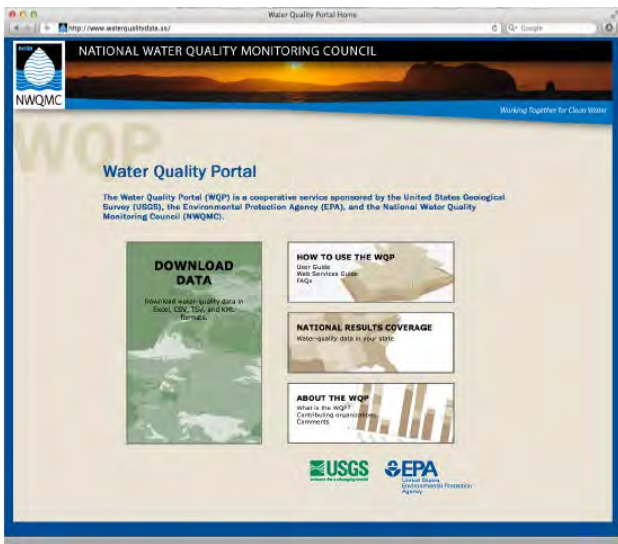 Water Quality Portal Home
http://www.waterqualitydata.us/
Google
NATIONAL WATER QUALITY MONITORING COUNCIL
NWQMC
Working Together for Clean Water
WQP
Water Quality Portal
The Water Quality Portal (WQP) is a cooperative service sponsored by the United States Geological
Survey (USGS), the Environmental Protection Agency (EPA), and the National Water Quality
Monitoring Council (NWQMC).
DOWNLOAD
DATA
Download water-quality data in
Excel, CSV, TSV, and KML
formats.
HOW TO USE THE WQP
User Guide
Web Services Guide
FAQs
NATIONAL RESULTS COVERAGE
Water-quality data in your state
ABOUT THE WQP
What is the WQP?
Contributing organizations
Comments
USGS
science for a changing world
EPA
United States
Environmental Protection
Agency